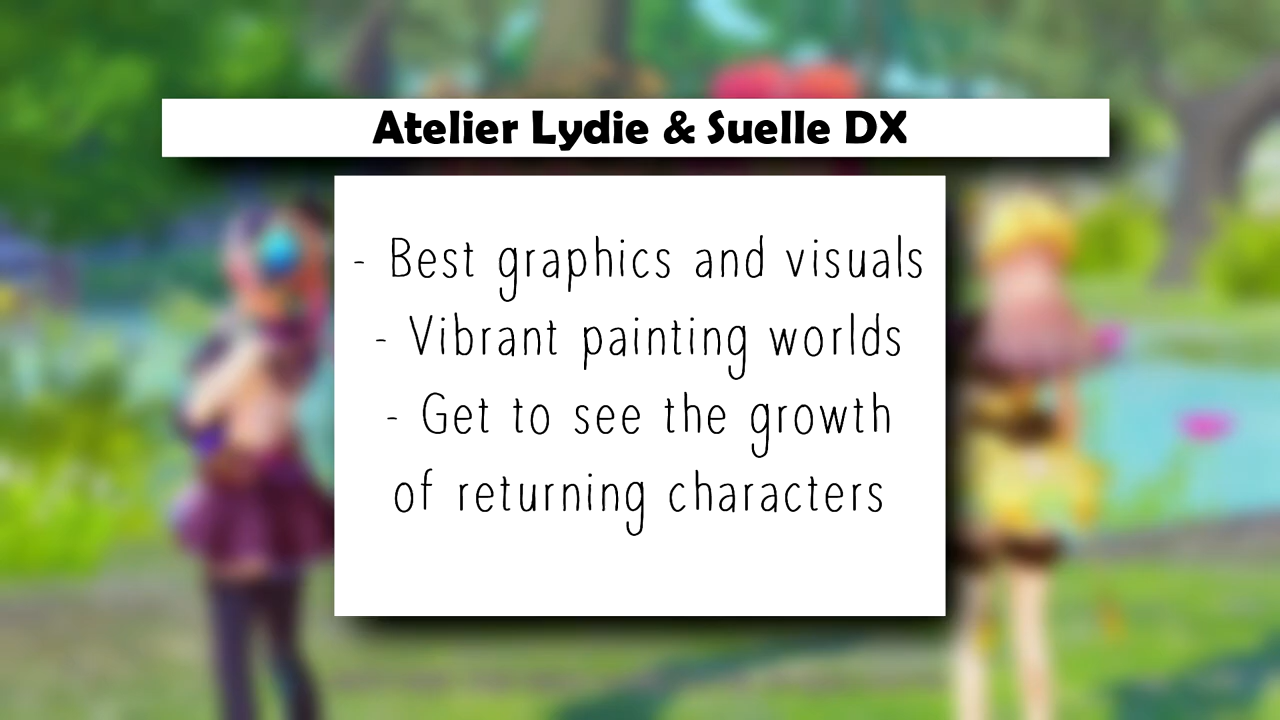 Atelier Lydie & Suelle DX
- Best graphics and visuals
- Vibrant painting worlds
- Get to see the growth
of returning characters